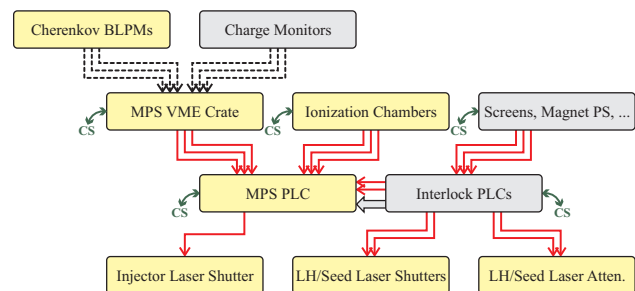 Cherenkov BLPMs
Charge Monitors
CS
MPS VME Crate
CS
Ionization Chambers
CS
Screens, Magnet PS, ...
CS
MPS PLC
Interlock PLCs
CS
Injector Laser Shutter
LH/Seed Laser Shutters
LH/Seed Laser Atten.